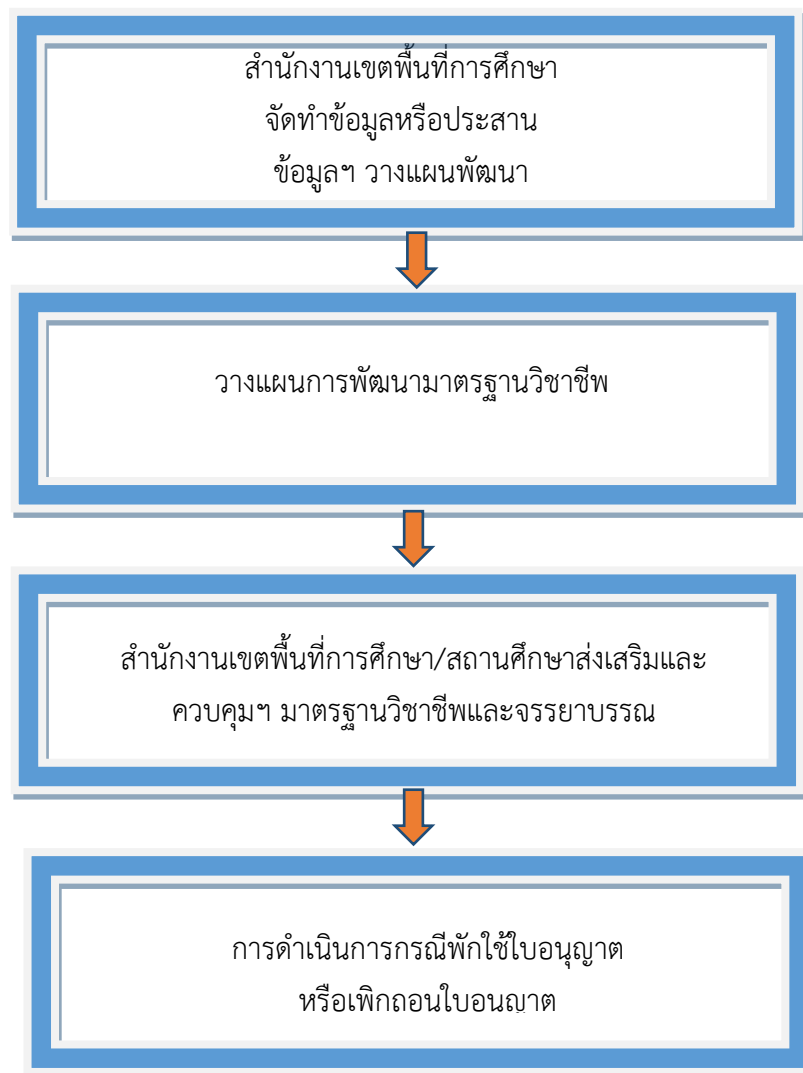 สำนักงานเขตพื้นที่การศึกษา
จัดทำข้อมูลหรือประสาน
ข้อมูลฯ วางแผนพัฒนา
วางแผนการพัฒนามาตรฐานวิชาชีพ
สำนักงานเขตพื้นที่การศึกษา/สถานศึกษาส่งเสริมและ
ควบคุมฯ มาตรฐานวิชาชีพและจรรยาบรรณ
การดำเนินการกรณีพักใช้ใบอนุญาต
หรือเพิกถอนใบอนุญาต